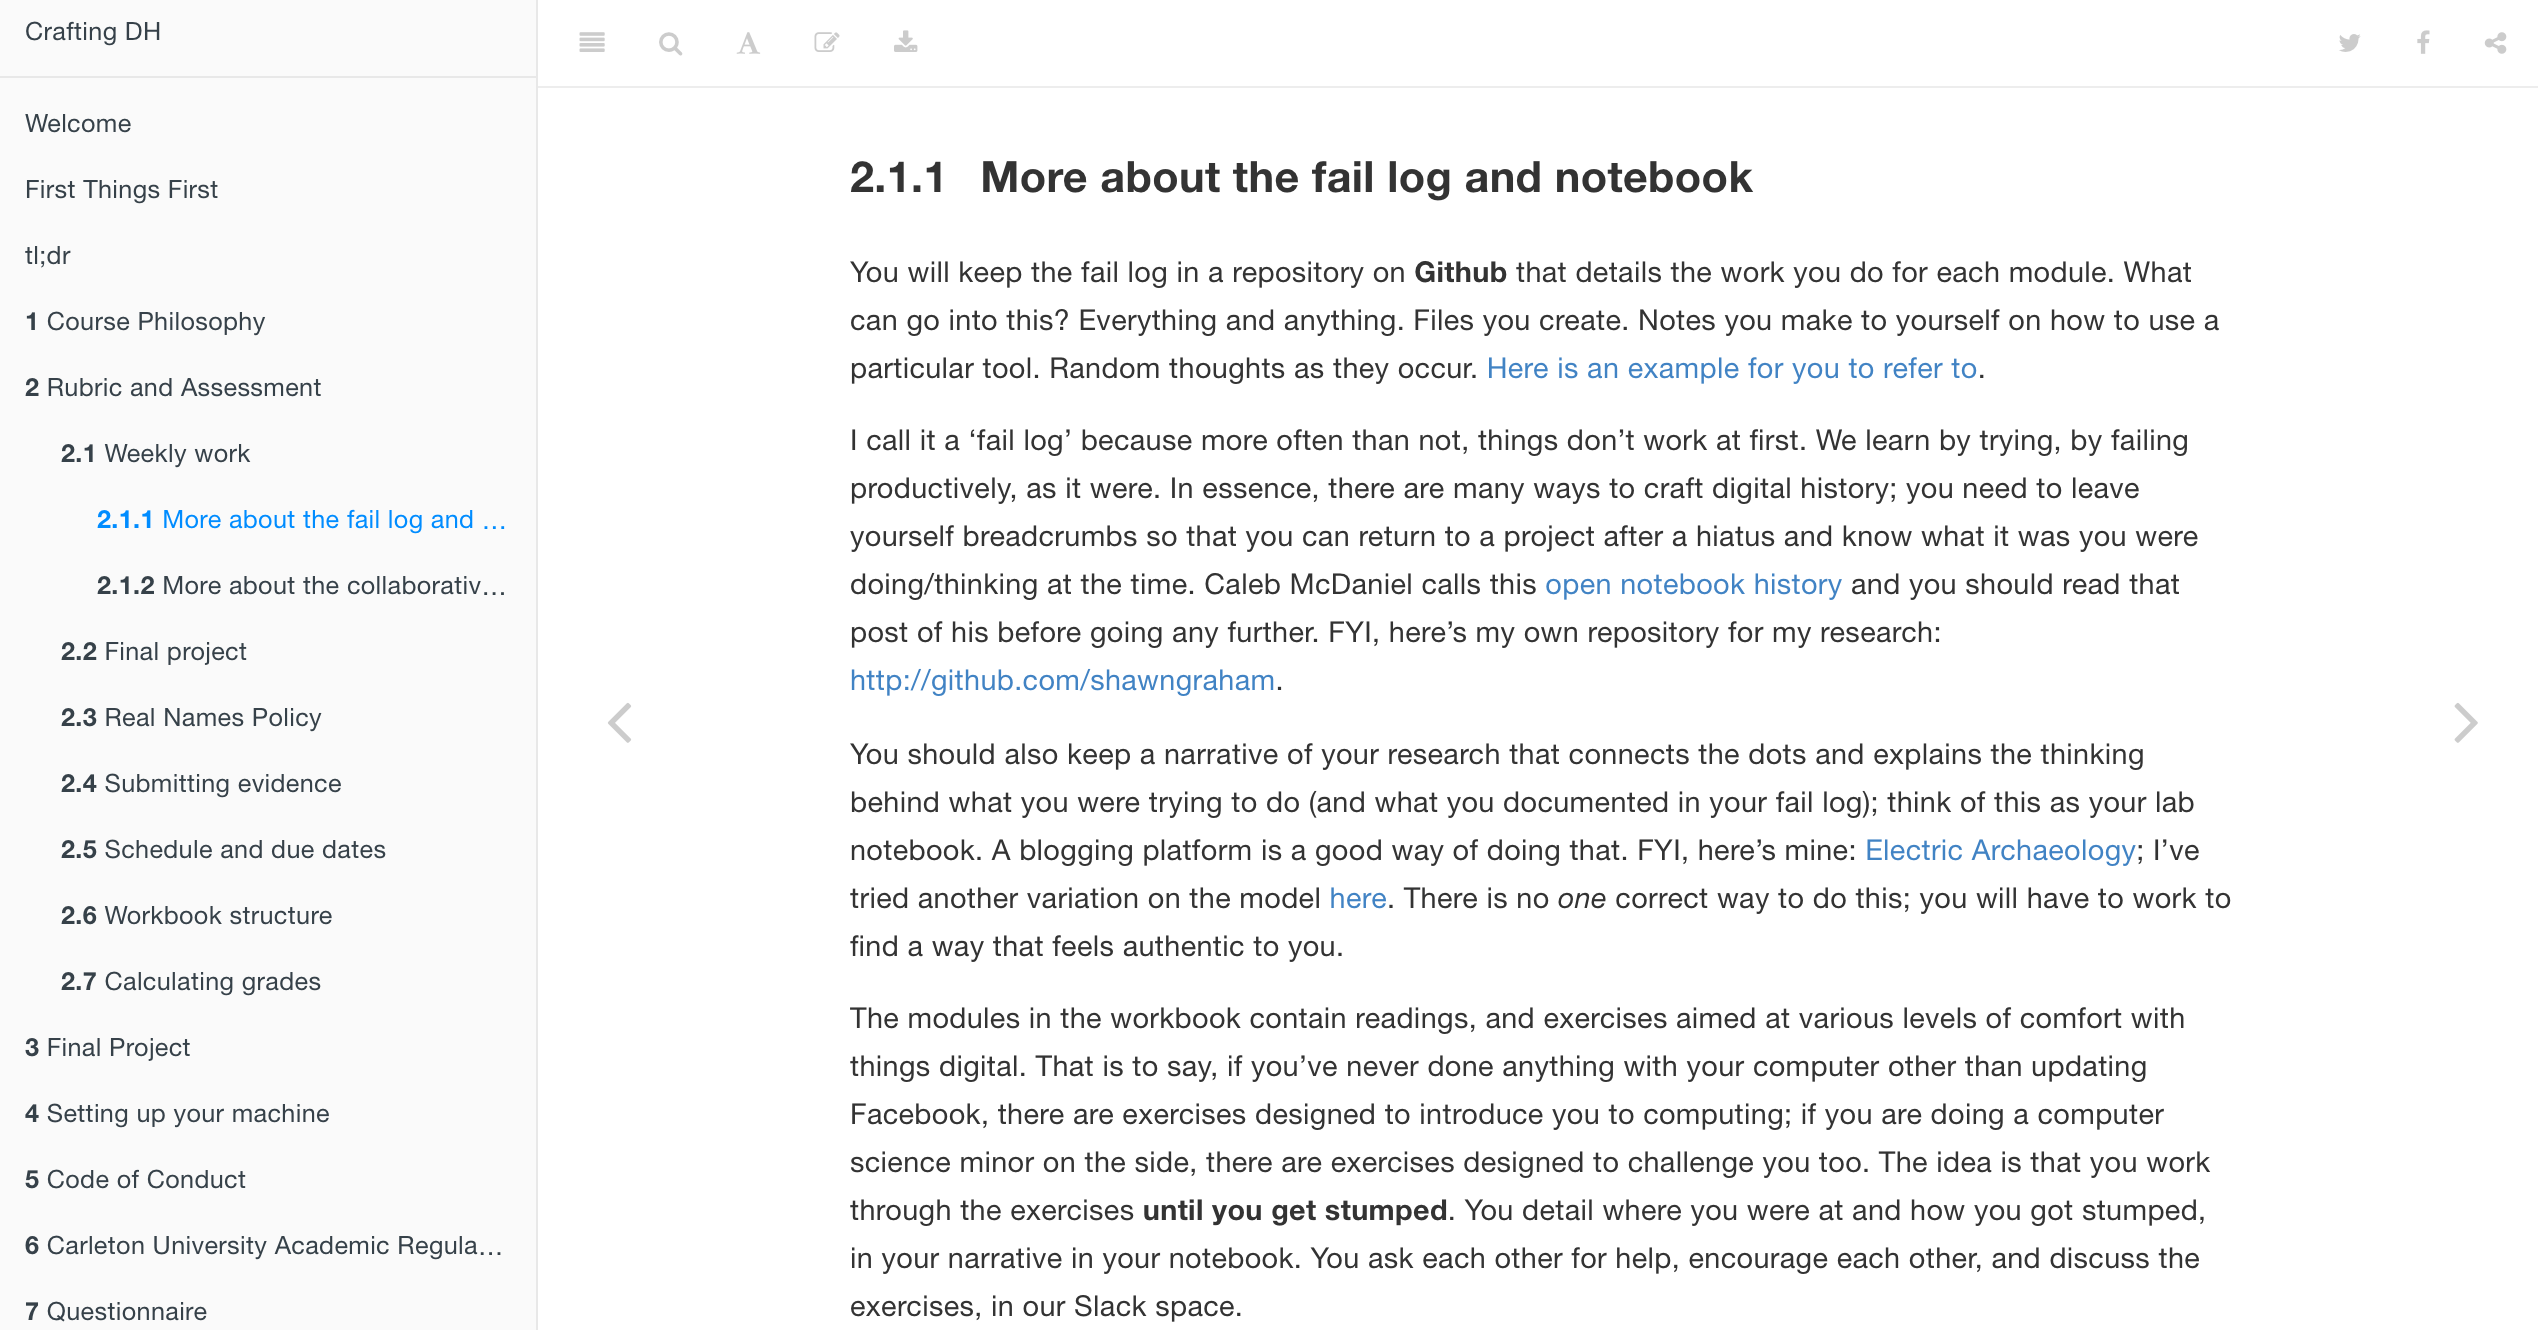 Crafting DH
Welcome
First Things First
tl;dr
1 Course Philosophy
2 Rubric and Assessment
2.1 Weekly work
2.1.1 More about the fail log and …
2.1.2 More about the collaborativ…
2.2 Final project
2.3 Real Names Policy
2.4 Submitting evidence
2.5 Schedule and due dates
2.6 Workbook structure
2.7 Calculating grades
3 Final Project
4 Setting up your machine
5 Code of Conduct
6 Carleton University Academic Regula…
7 Questionnaire
2.1.1 More about the fail log and notebook
You will keep the fail log in a repository on Github that details the work you do for each module. What
can go into this? Everything and anything. Files you create. Notes you make to yourself on how to use a
particular tool. Random thoughts as they occur. Here is an example for you to refer to.
I call it a ‘fail log’ because more often than not, things don’t work at first. We learn by trying, by failing
productively, as it were. In essence, there are many ways to craft digital history; you need to leave
yourself breadcrumbs so that you can return to a project after a hiatus and know what it was you were
doing/thinking at the time. Caleb McDaniel calls this open notebook history and you should read that
post of his before going any further. FYI, here’s my own repository for my research:
http://github.com/shawngraham.
You should also keep a narrative of your research that connects the dots and explains the thinking
behind what you were trying to do (and what you documented in your fail log); think of this as your lab
notebook. A blogging platform is a good way of doing that. FYI, here’s mine: Electric Archaeology; I’ve
tried another variation on the model here. There is no one correct way to do this; you will have to work to
find a way that feels authentic to you.
The modules in the workbook contain readings, and exercises aimed at various levels of comfort with
things digital. That is to say, if you’ve never done anything with your computer other than updating
Facebook, there are exercises designed to introduce you to computing; if you are doing a computer
science minor on the side, there are exercises designed to challenge you too. The idea is that you work
through the exercises until you get stumped. You detail where you were at and how you got stumped,
in your narrative in your notebook. You ask each other for help, encourage each other, and discuss the
exercises, in our Slack space.